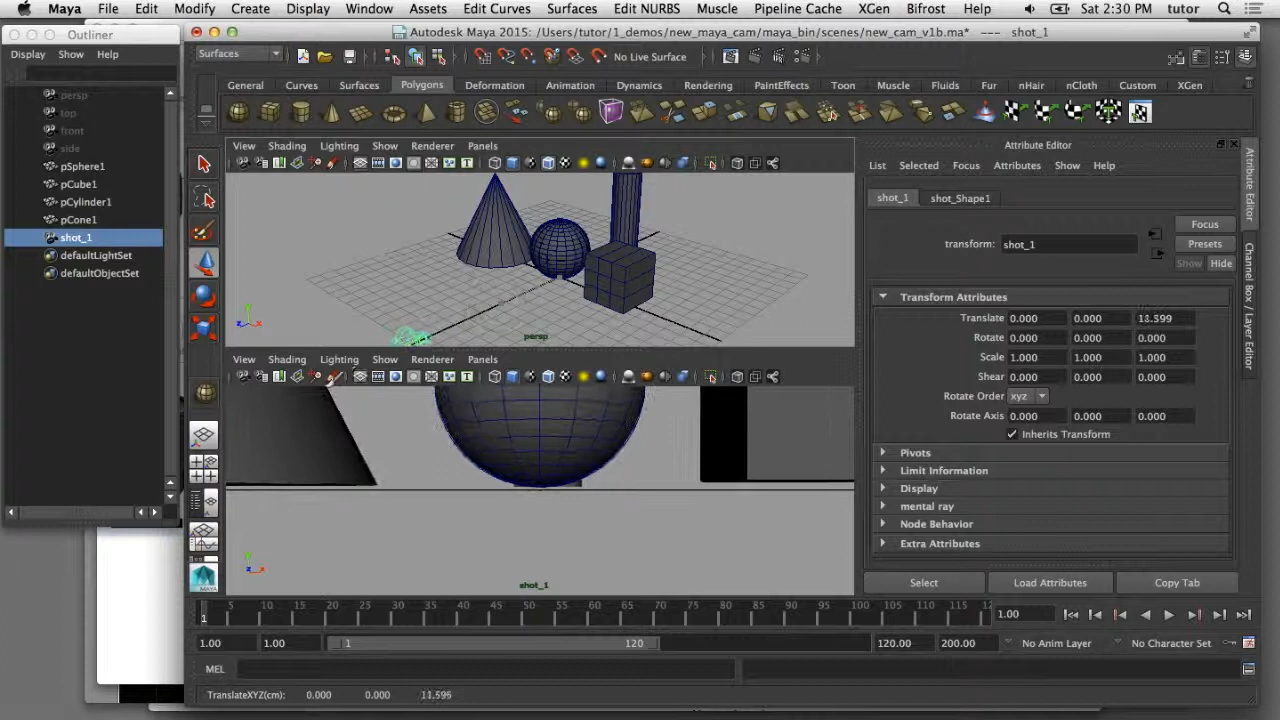 Maya File Edit Modify Create Display Window Assets Edit Curves Surfaces Edit NURBS Muscle Pipeline Cache XGen Bifrost Help Sat 2:30 PM tutor
Outliner
Autodesk Maya 2015: /Users/tutor/1_demos/new_maya_cam/maya_bin/scenes/new_cam_v1b.ma* --- shot_1
Display Show Help
Surfaces
No Live Surface
General Curves Surfaces Polygons Deformation Animation Dynamics Rendering PaintEffects Toon Muscle Fluids Fur nHair nCloth Custom XGen
persp
top
front
side
pSphere1
pCube1
pCylinder1
pCone1
shot_1
defaultLightSet
defaultObjectSet
View Shading Lighting Show Renderer Panels
persp
View Shading Lighting Show Renderer Panels
shot_1
MAYA
Attribute Editor
List Selected Focus Attributes Show Help
shot_1 shot_Shape1
Focus
transform: shot_1
Presets
Show Hide
Transform Attributes
Translate 0.000 0.000
Rotate 0.000 0.000 0.000
Scale 1.000 1.000 1.000
Shear 0.000 0.000 0.000
Rotate Order xyz
Rotate Axis 0.000 0.000 0.000
Inherits Transform
Pivots
Limit Information
Display
mental ray
Node Behavior
Extra Attributes
Select Load Attributes Copy Tab
Attribute Editor
Channel Box / Layer Editor
1 5 10 15 20 25 30 35 40 45 50 55 60 65 70 75 80 85 90 95 100 105 110 115 12
1.00
1.00 1.00 1 120 120.00 200.00 No Anim Layer No Character Set
MEL
TranslateXYZ(cm): 0.000 0.000